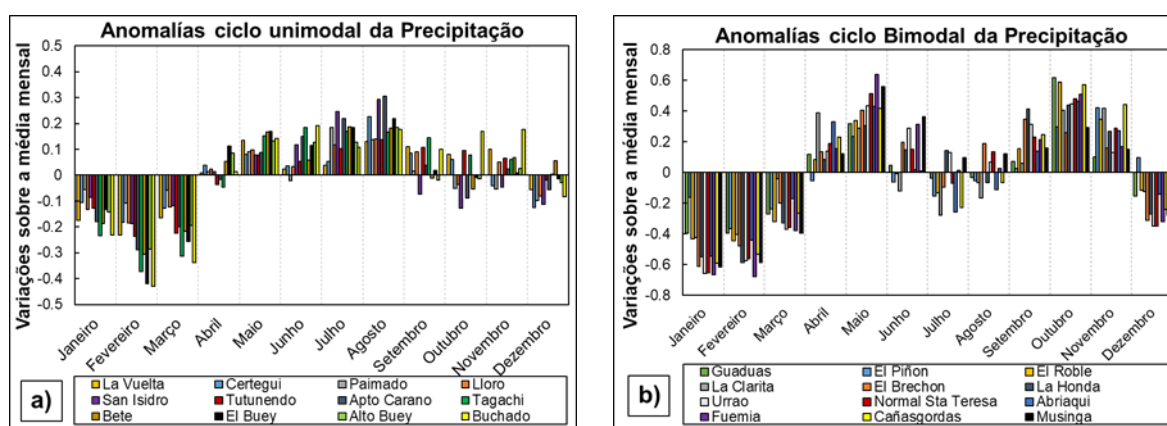 Anomalías ciclo unimodal da Precipitação
Variações sobre a média mensal
0.5
0.4
0.3
0.2
0.1
0
-0.1
-0.2
-0.3
-0.4
-0.5
Janeiro
Fevereiro
Março
Abril
Maio
Junho
Julho
Agosto
Setembro
Outubro
Novembro
Dezembro
La Vuelta Certegui Paimado Lloro
San Isidro Tutunendo Apto Carano Tagachi
Bete El Buey Alto Buey Buchado
a)
Anomalías ciclo Bimodal da Precipitação
Variações sobre a média mensal
0.8
0.6
0.4
0.2
0
-0.2
-0.4
-0.6
-0.8
Janeiro
Fevereiro
Março
Abril
Maio
Junho
Julho
Agosto
Setembro
Outubro
Novembro
Dezembro
Guaduas El Piñon El Roble
La Clarita El Brechon La Honda
Urrao Normal Sta Teresa Abriaqui
Fuemia Cañasgordas Musinga
b)